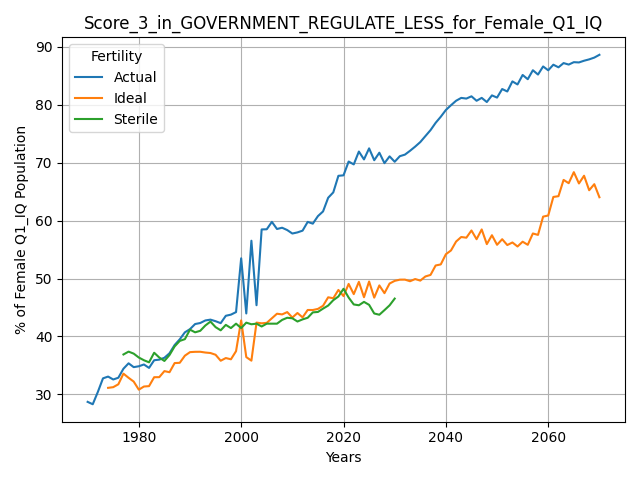 Score_3_in_GOVERNMENT_REGULATE_LESS_for_Female_Q1_IQ
Fertility
Actual
Ideal
Sterile
% of Female Q1_IQ Population
90
80
70
60
50
40
30
1980
2000
2020
2040
2060
Years